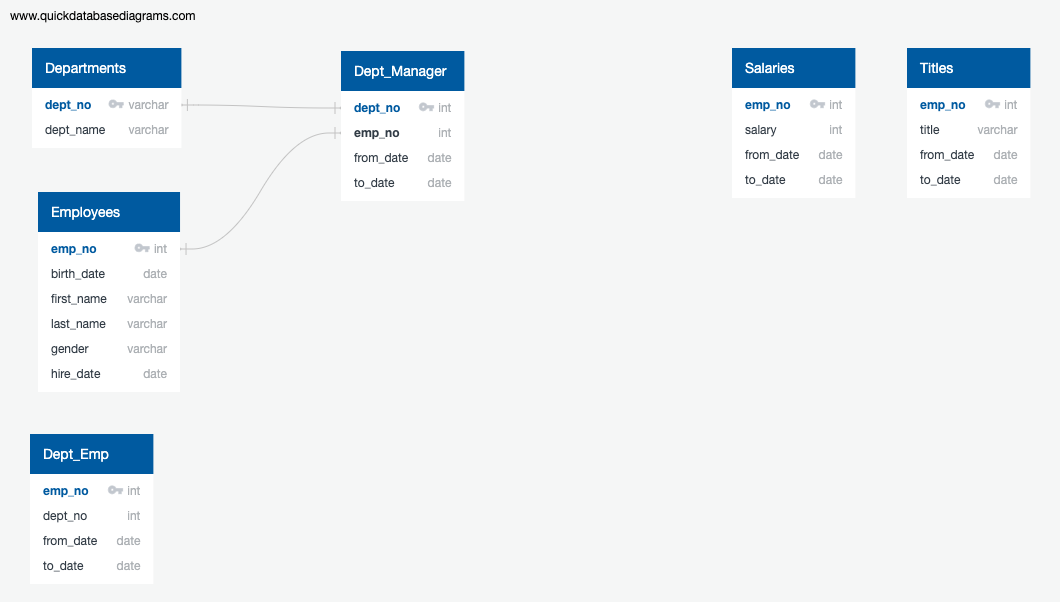 www.quickdatabasediagrams.com
Departments
dept_no varchar
dept_name varchar
Dept_Manager
dept_no int
emp_no int
from_date date
to_date date
Salaries
emp_no int
salary int
from_date date
to_date date
Titles
emp_no int
title varchar
from_date date
to_date date
Employees
emp_no int
birth_date date
first_name varchar
last_name varchar
gender varchar
hire_date date
Dept_Emp
emp_no int
dept_no int
from_date date
to_date date